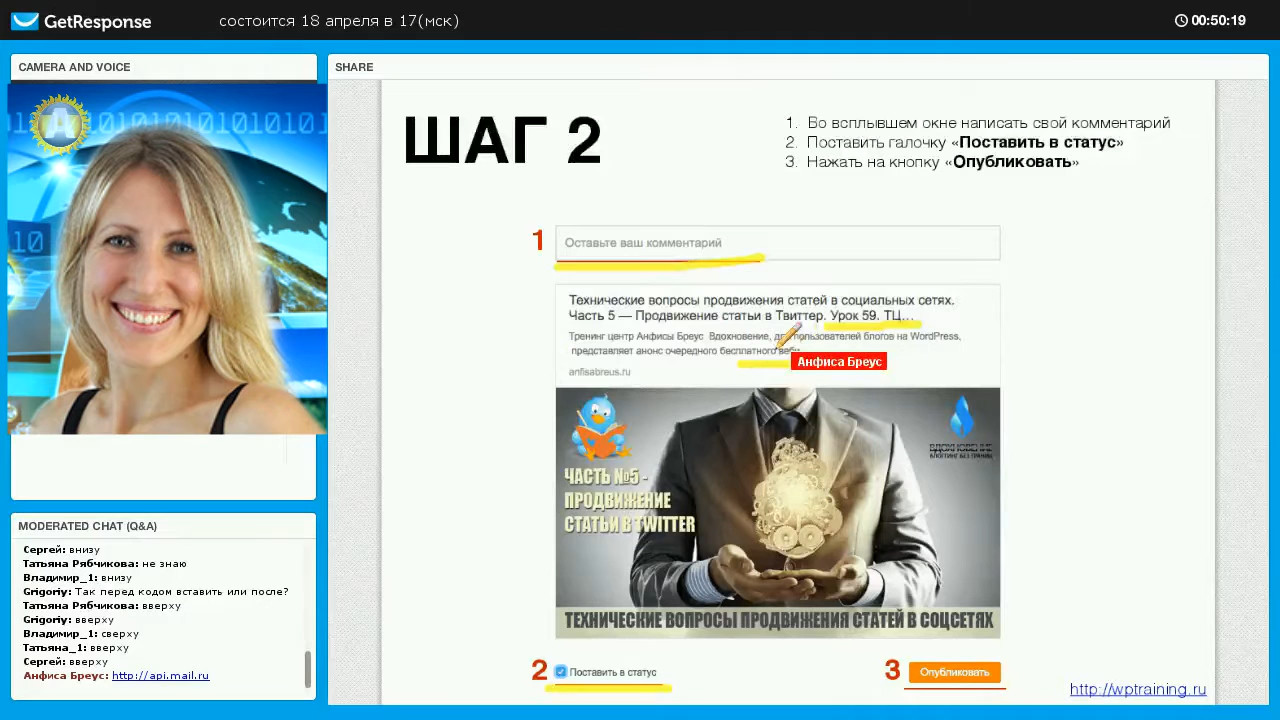 GetResponse
состоится 18 апреля в 17(мск)
00:50:19
CAMERA AND VOICE
SHARE
ШАГ 2
1. Во всплывшем окне написать свой комментарий
2. Поставить галочку «Поставить в статус»
3. Нажать на кнопку «Опубликовать»
1
Оставьте ваш комментарий
Технические вопросы продвижения статей в социальных сетях.
Часть 5 — Продвижение статьи в Твиттер. Урок 59. ТЦ...
Тренинг центр Анфисы Бреус Вдохновение, пользователей блогов на WordPress,
представляет анонс очередного бесплатного
Анфиса Бреус
anfisabreus.ru
ВДОХНОВЕНИЕ
БЛОГГИНГ БЕЗ ГРАНИЦ
ЧАСТЬ №5 -
ПРОДВИЖЕНИЕ
СТАТЬИ В TWITTER
ТЕХНИЧЕСКИЕ ВОПРОСЫ ПРОДВИЖЕНИЯ СТАТЕЙ В СОЦСЕТЯХ
2
Поставить в статус
3
Опубликовать
http://wptraining.ru
MODERATED CHAT (Q&A)
Сергей: внизу
Татьяна Рябчикова: не знаю
Владимир_1: внизу
Grigoriy: Так перед кодом вставить или после?
Татьяна Рябчикова: вверху
Grigoriy: вверху
Владимир_1: сверху
Татьяна_1: вверху
Сергей: вверху
Анфиса Бреус: http://api.mail.ru